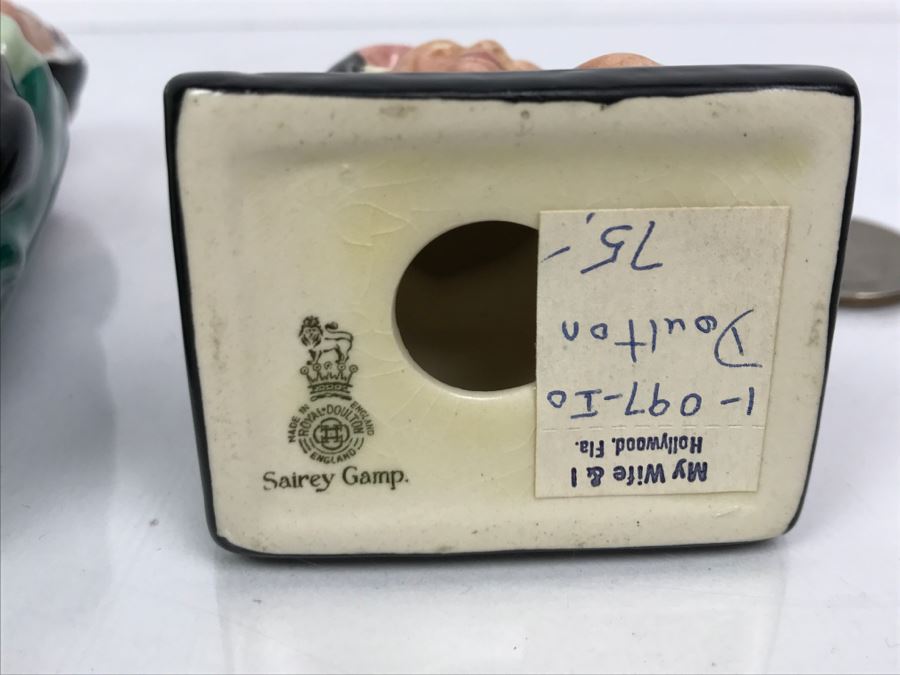 MADE IN ENGLAND
ROYAL·DOULTON
ENGLAND
Sairey Gamp.
My Wife & I
Hollywood. Fla.
1-097-IO
Doulton
75,-